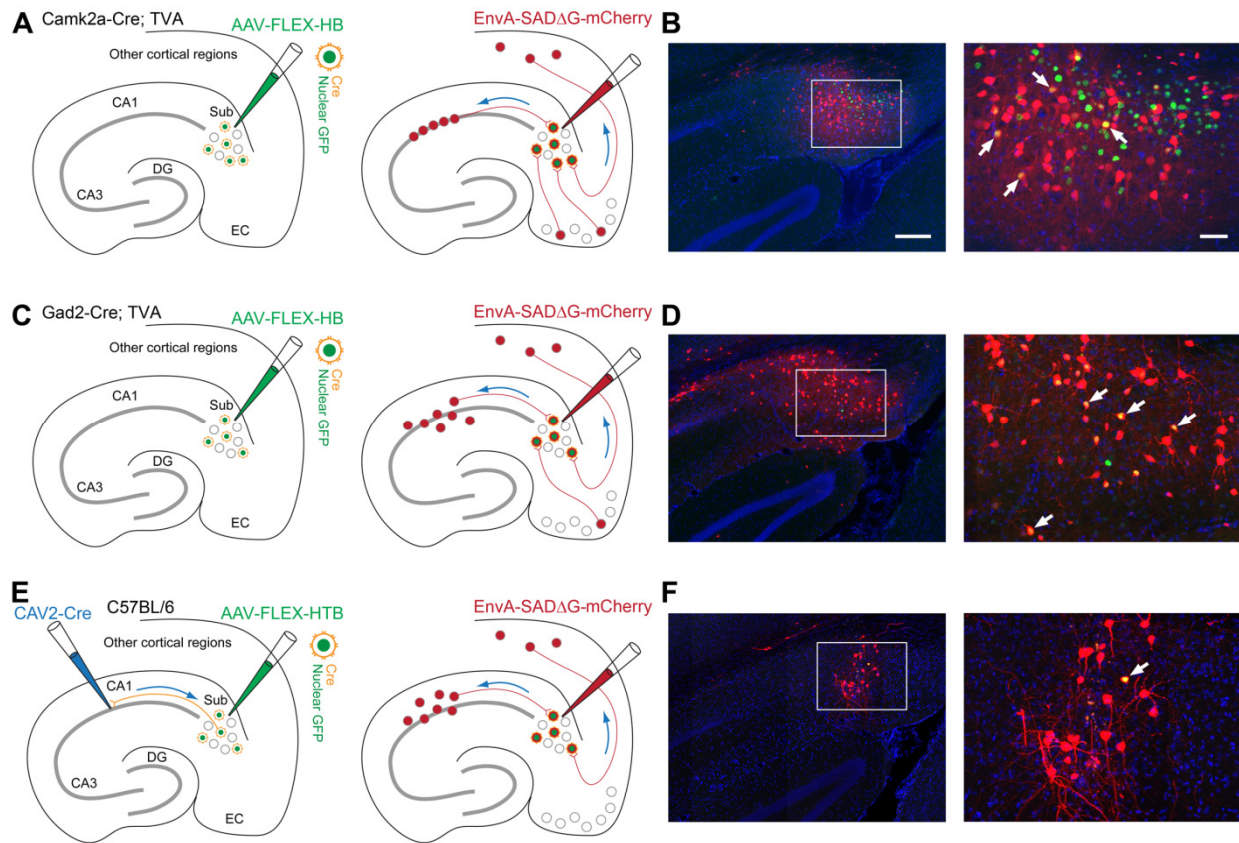 A
Camk2a-Cre; TVA
AAV-FLEX-HB
EnvA-SADΔG-mCherry
B
Other cortical regions
Cre
Nuclear GFP
CA1
Sub
DG
CA3
EC
C
Gad2-Cre; TVA
AAV-FLEX-HB
EnvA-SADΔG-mCherry
D
Other cortical regions
Cre
Nuclear GFP
CA1
Sub
DG
CA3
EC
E
CAV2-Cre
C57BL/6
AAV-FLEX-HTB
EnvA-SADΔG-mCherry
F
Other cortical regions
Cre
Nuclear GFP
CA1
Sub
DG
CA3
EC